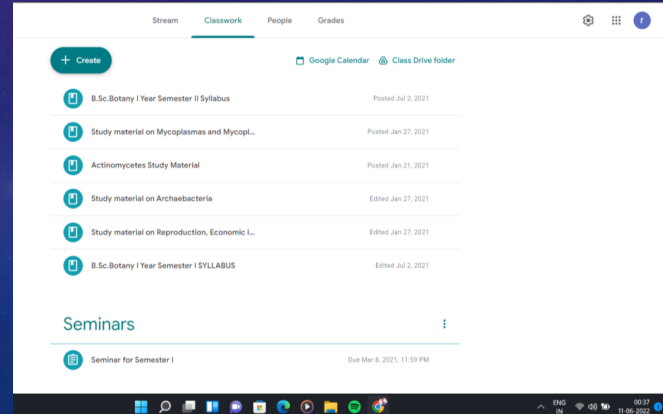 Stream Classwork People Grades r
+ Create Google Calendar Class Drive folder
B.Sc.Botany I Year Semester II Syllabus Posted Jul 2, 2021
Study material on Mycoplasmas and Mycopl... Posted Jan 27, 2021
Actinomycetes Study Material Posted Jan 21, 2021
Study material on Archaebacteria Edited Jan 27, 2021
Study material on Reproduction, Economic i... Edited Jan 27, 2021
B.Sc.Botany I Year Semester I SYLLABUS Edited Jul 2, 2021
Seminars
Seminar for Semester I Due Mar 8, 2021, 11:59 PM
ENG 00:37
IN 11-06-2022